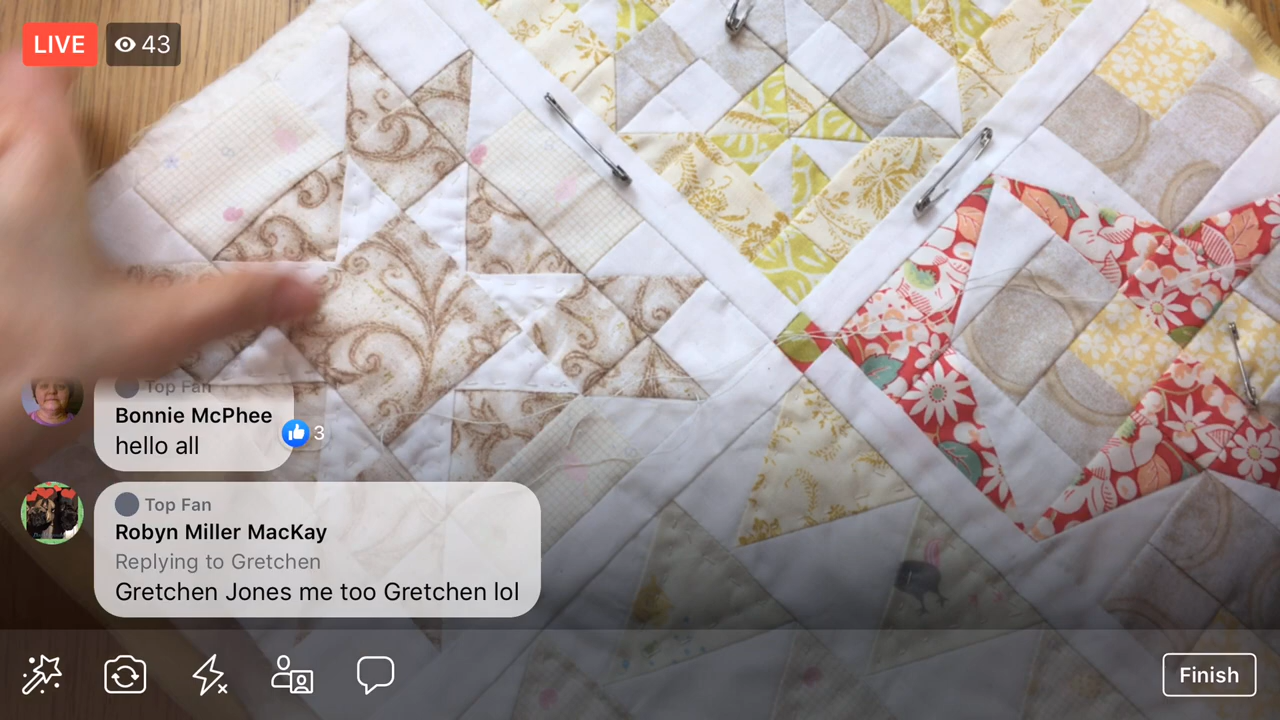 LIVE 43
Top Fan
Bonnie McPhee
hello all
3
Top Fan
Robyn Miller MacKay
Replying to Gretchen
Gretchen Jones me too Gretchen lol
Finish